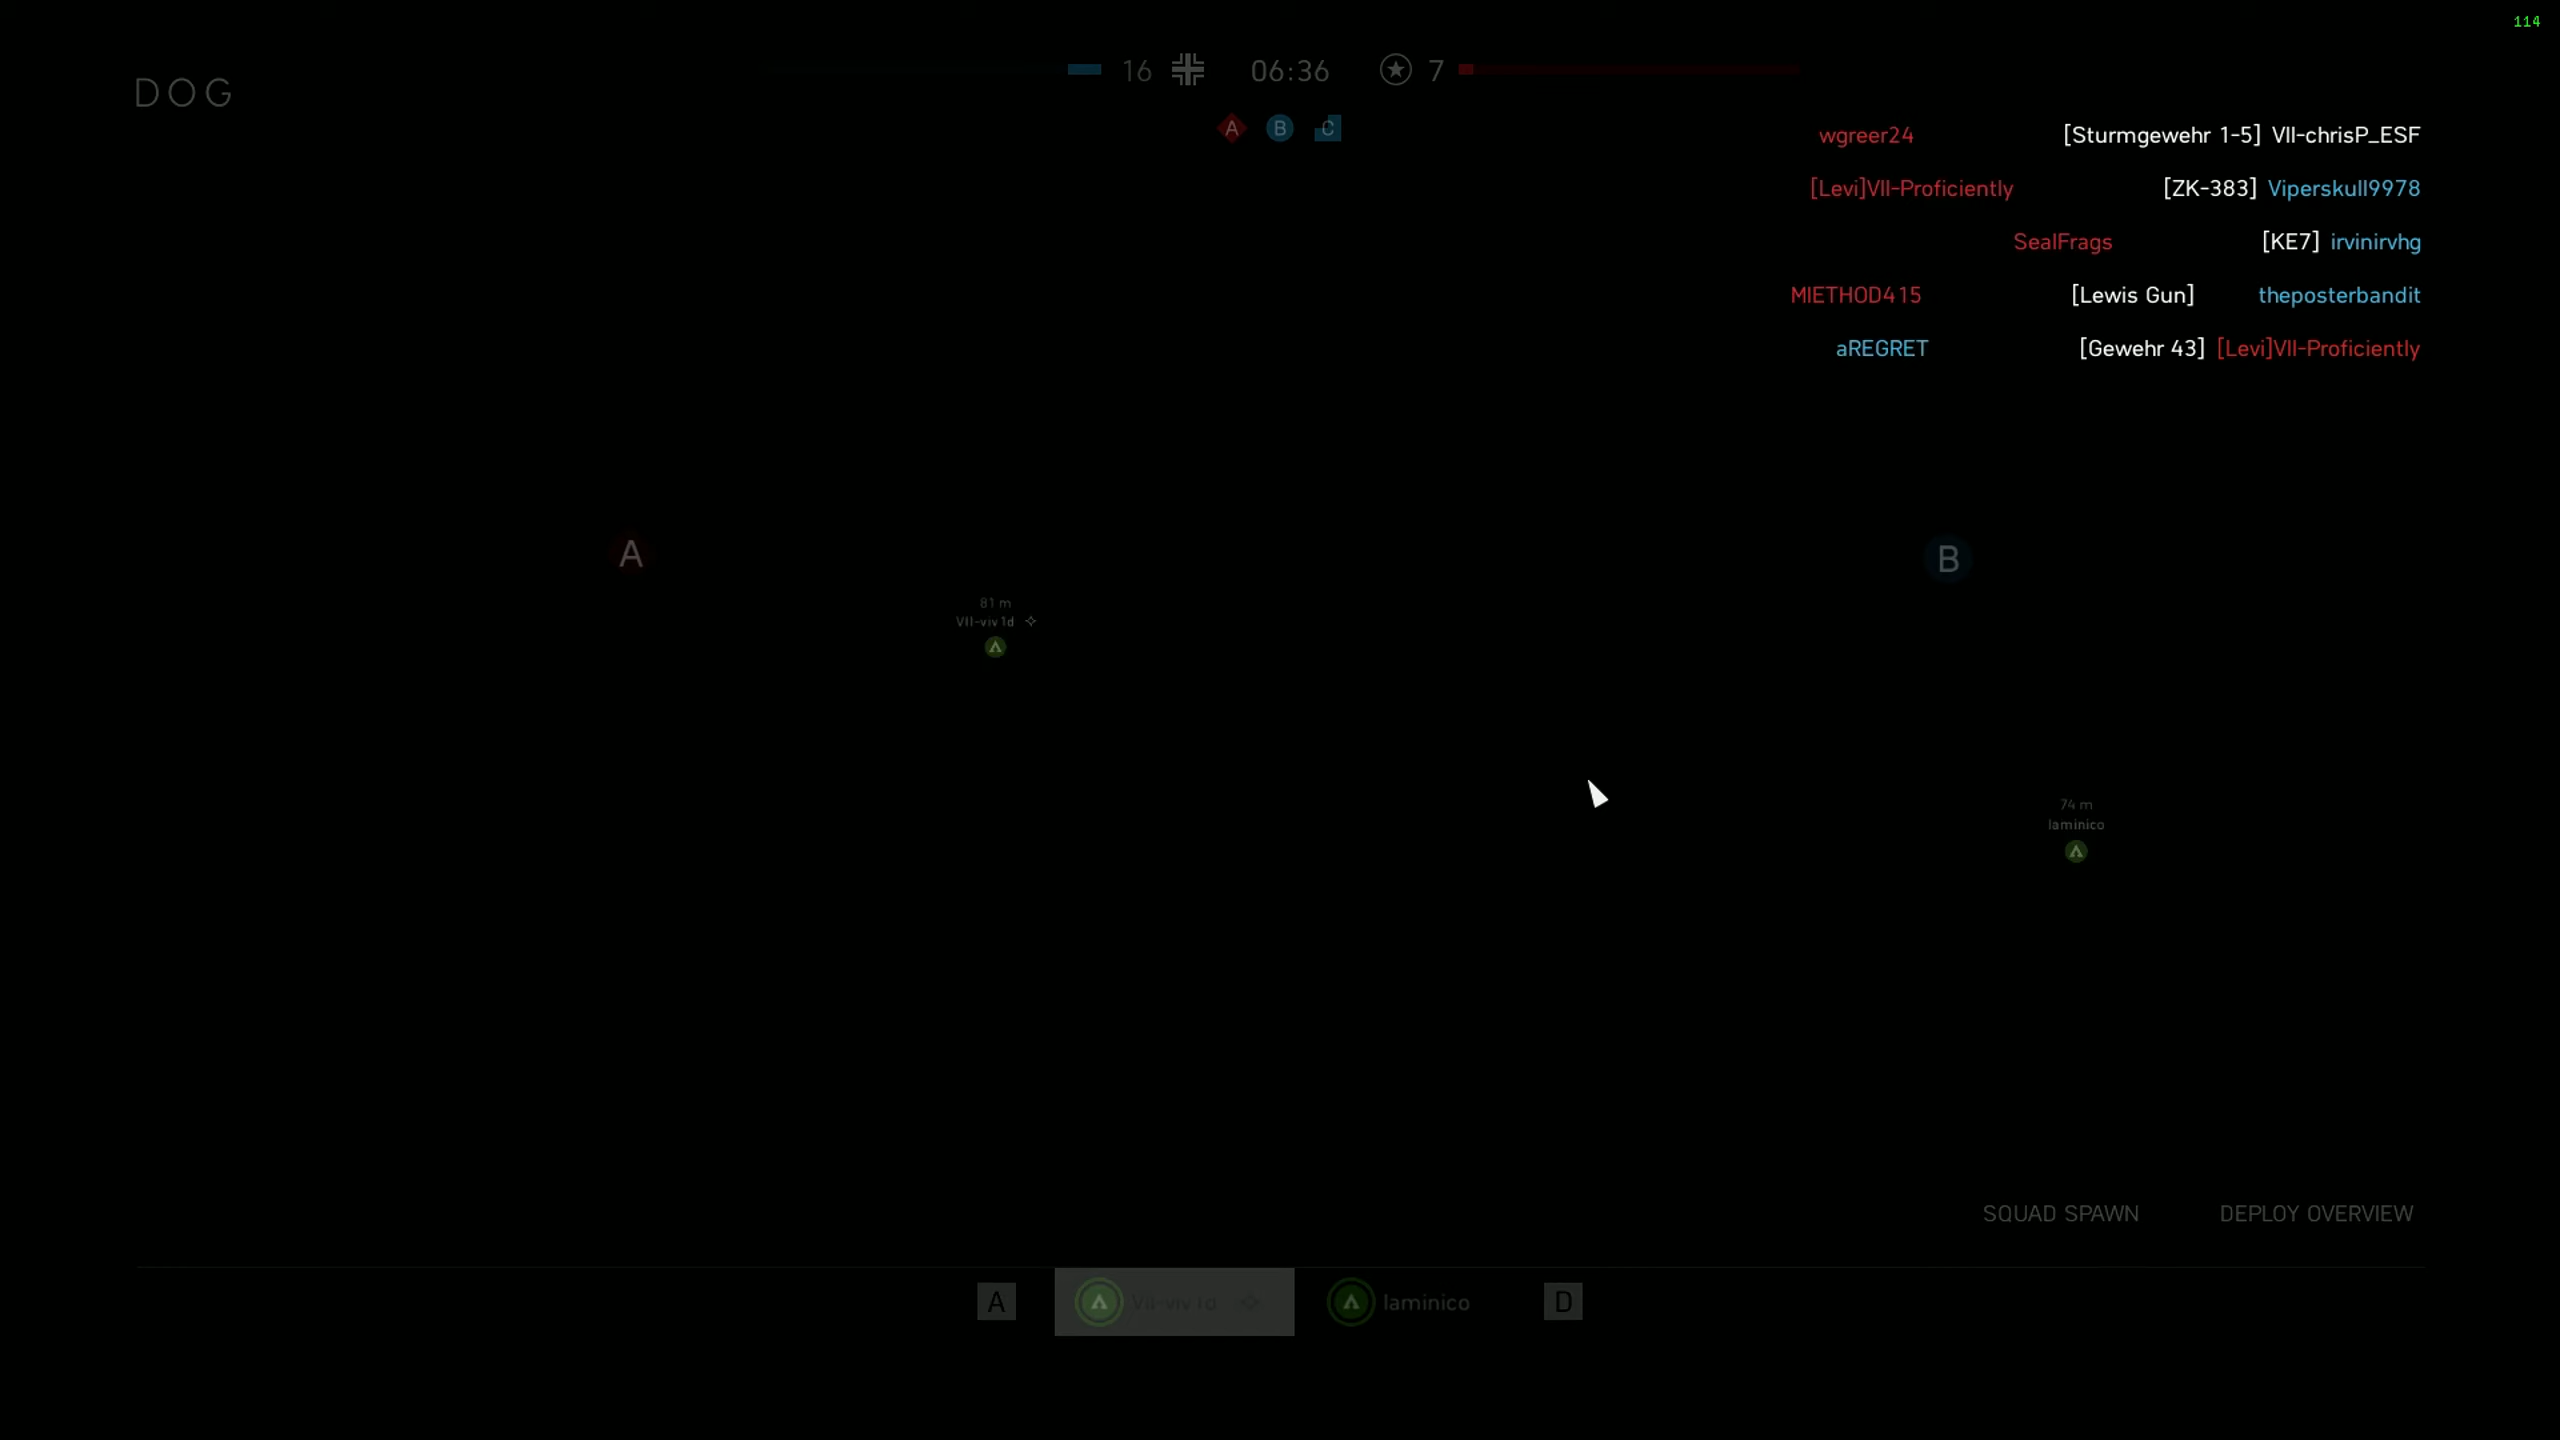 114
DOG
16 06:36 7
A B C
wgreer24 [Sturmgewehr 1-5] VII-chrisP_ESF
[Levi]VII-Proficiently [ZK-383] Viperskull9978
SealFrags [KE7] irvinirvhg
MIETHOD415 [Lewis Gun] theposterbandit
aREGRET [Gewehr 43] [Levi]VII-Proficiently
A
B
81 m
VII-viv1d
74 m
laminico
SQUAD SPAWN DEPLOY OVERVIEW
A VII-viv1d laminico D